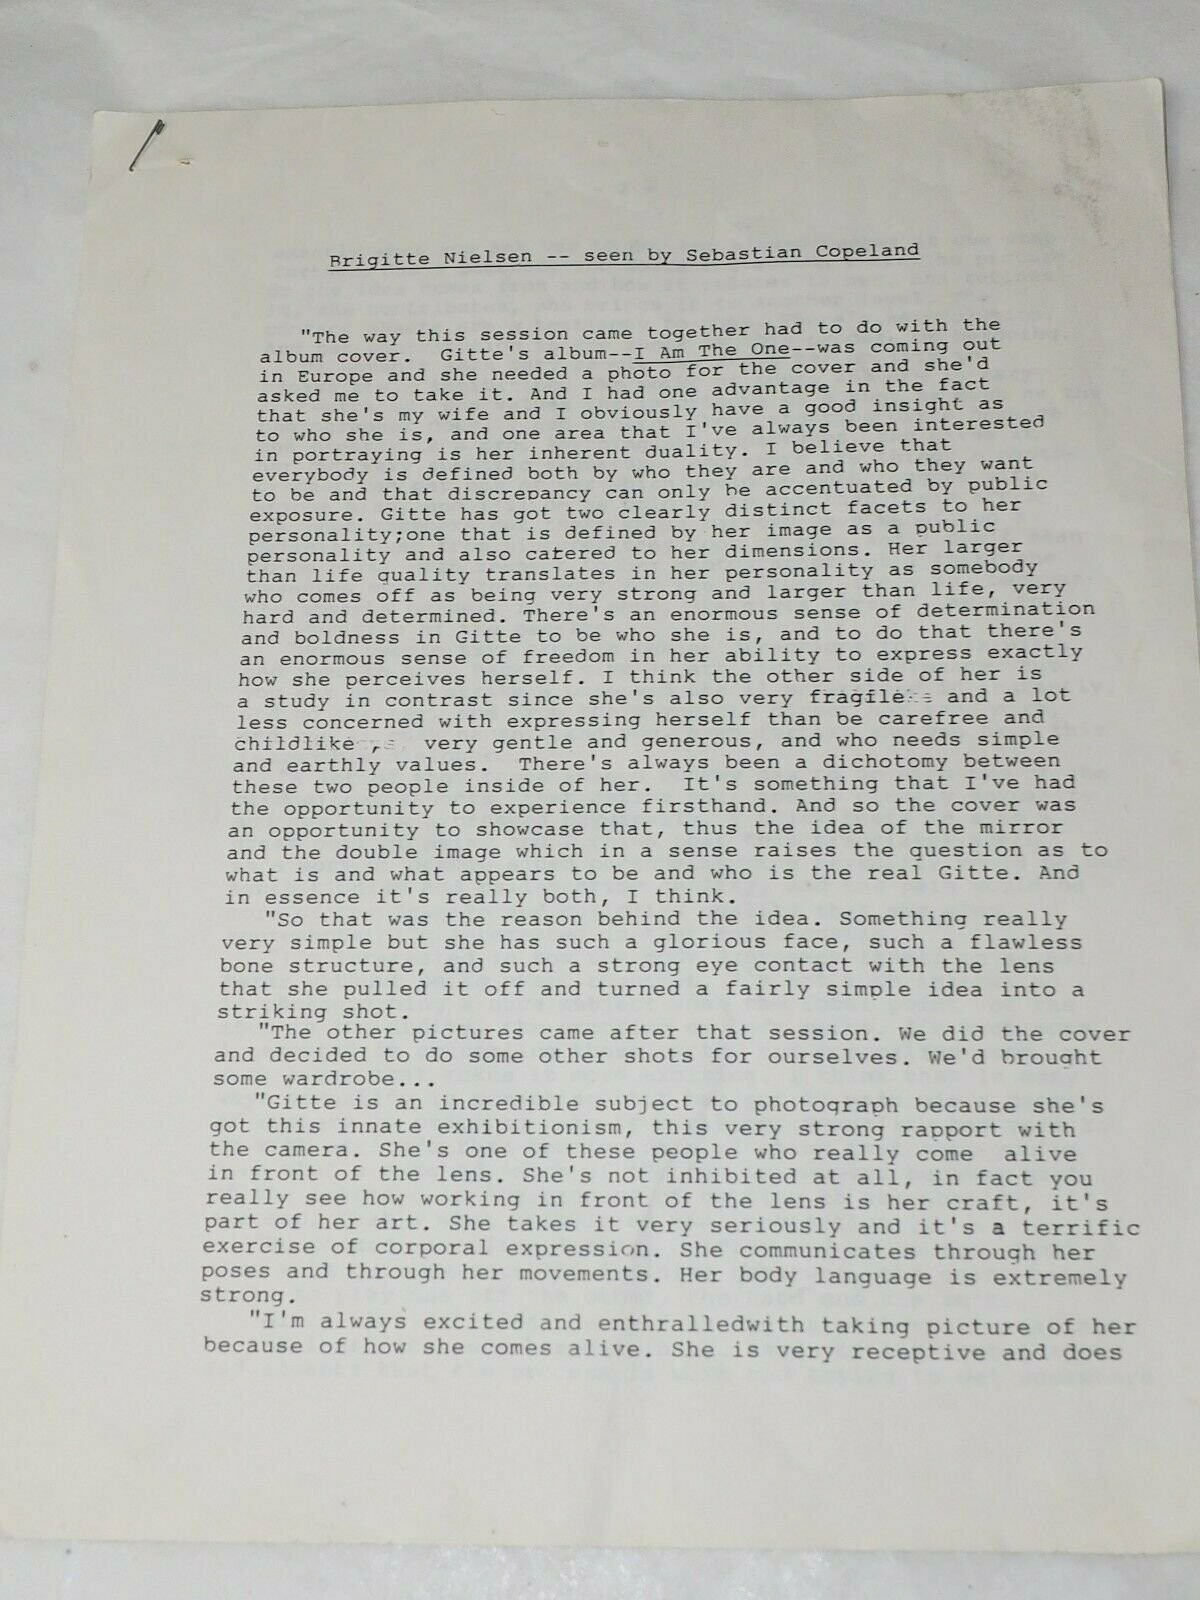 Brigitte Nielsen -- seen by Sebastian Copeland
"The way this session came together had to do with the
album cover.  Gitte's album--I Am The One--was coming out
in Europe and she needed a photo for the cover and she'd
asked me to take it. And I had one advantage in the fact
that she's my wife and I obviously have a good insight as
to who she is, and one area that I've always been interested
in portraying is her inherent duality. I believe that
everybody is defined both by who they are and who they want
to be and that discrepancy can only be accentuated by public
exposure. Gitte has got two clearly distinct facets to her
personality;one that is defined by her image as a public
personality and also catered to her dimensions. Her larger
than life quality translates in her personality as somebody
who comes off as being very strong and larger than life, very
hard and determined. There's an enormous sense of determination
and boldness in Gitte to be who she is, and to do that there's
an enormous sense of freedom in her ability to express exactly
how she perceives herself. I think the other side of her is
a study in contrast since she's also very fragile and a lot
less concerned with expressing herself than be carefree and
childlike , very gentle and generous, and who needs simple
and earthly values.  There's always been a dichotomy between
these two people inside of her.  It's something that I've had
the opportunity to experience firsthand. And so the cover was
an opportunity to showcase that, thus the idea of the mirror
and the double image which in a sense raises the question as to
what is and what appears to be and who is the real Gitte. And
in essence it's really both, I think.
"So that was the reason behind the idea. Something really
very simple but she has such a glorious face, such a flawless
bone structure, and such a strong eye contact with the lens
that she pulled it off and turned a fairly simple idea into a
striking shot.
"The other pictures came after that session. We did the cover
and decided to do some other shots for ourselves. We'd brought
some wardrobe...
"Gitte is an incredible subject to photograph because she's
got this innate exhibitionism, this very strong rapport with
the camera. She's one of these people who really come  alive
in front of the lens. She's not inhibited at all, in fact you
really see how working in front of the lens is her craft, it's
part of her art. She takes it very seriously and it's a terrific
exercise of corporal expression. She communicates through her
poses and through her movements. Her body language is extremely
strong.
"I'm always excited and enthralledwith taking picture of her
because of how she comes alive. She is very receptive and does